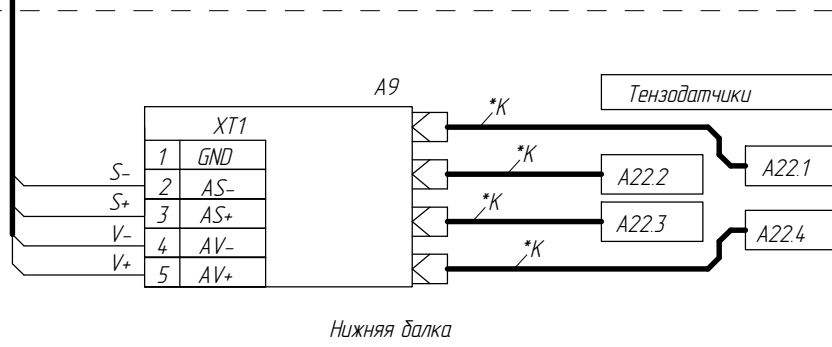 A9
Тензодатчики
*K
XT1
1 GND
*K
A22.1
S- 2 AS-
A22.2
S+ 3 AS+
*K
A22.3
V- 4 AV-
*K
A22.4
V+ 5 AV+
Нижняя балка